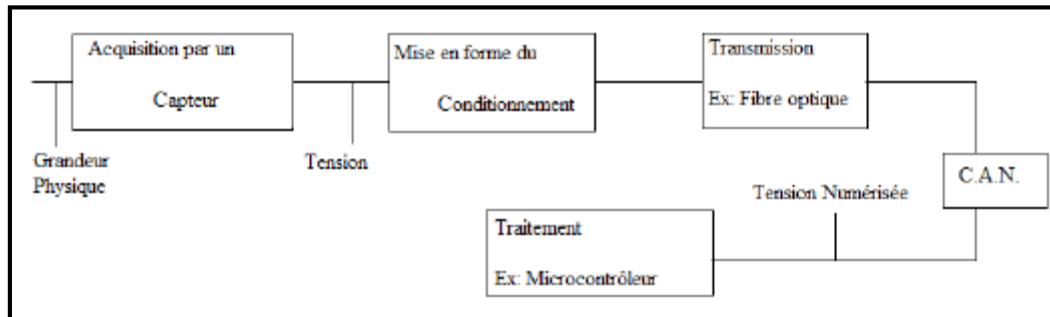 Acquisition par un
Capteur
Mise en forme du
Conditionnement
Transmission
Ex: Fibre optique
Grandeur
Physique
Tension
C.A.N.
Tension Numérisée
Traitement
Ex: Microcontrôleur